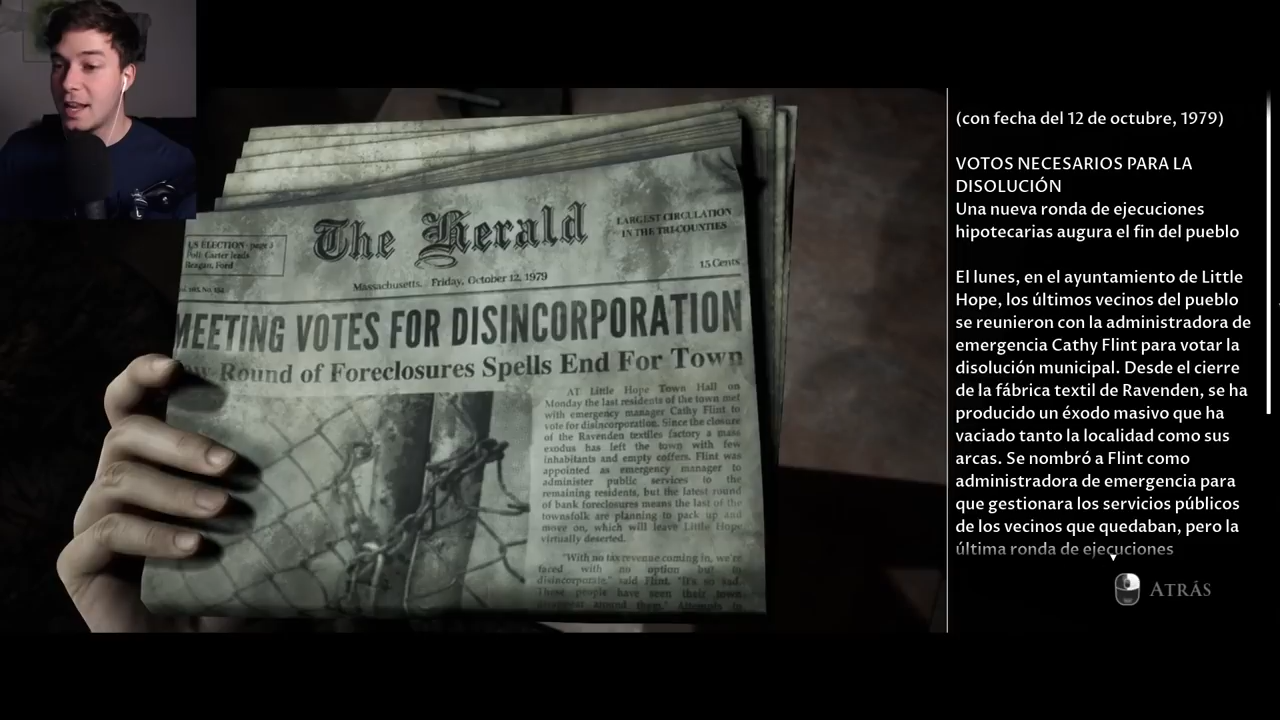 US ELECTION - page 3
Poll: Carter leads
Reagan, Ford
The Herald
LARGEST CIRCULATION
IN THE TRI-COUNTIES
15 Cents
Massachusetts. Friday, October 12, 1979
MEETING VOTES FOR DISINCORPORATION
Round of Foreclosures Spells End For Town
AT Little Hope Town Hall on
Monday the last residents of the town met
with emergency manager Cathy Flint to
vote for disincorporation. Since the closure
of the Ravenden textiles factory a mass
exodus has left the town with few
inhabitants and empty coffers. Flint was
appointed as emergency manager to
administer public services to the
remaining residents, but the latest round
of bank foreclosures means the last of the
townsfolk are planning to pack up and
move on, which will leave Little Hope
virtually deserted.
"With no tax revenue coming in, we're
faced with no option but to
disincorporate," said Flint. "It's so sad.
These people have seen their town
around them." Attempts to
(con fecha del 12 de octubre, 1979)
VOTOS NECESARIOS PARA LA
DISOLUCIÓN
Una nueva ronda de ejecuciones
hipotecarias augura el fin del pueblo
El lunes, en el ayuntamiento de Little
Hope, los últimos vecinos del pueblo
se reunieron con la administradora de
emergencia Cathy Flint para votar la
disolución municipal. Desde el cierre
de la fábrica textil de Ravenden, se ha
producido un éxodo masivo que ha
vaciado tanto la localidad como sus
arcas. Se nombró a Flint como
administradora de emergencia para
que gestionara los servicios públicos
de los vecinos que quedaban, pero la
última ronda de ejecuciones
ATRÁS